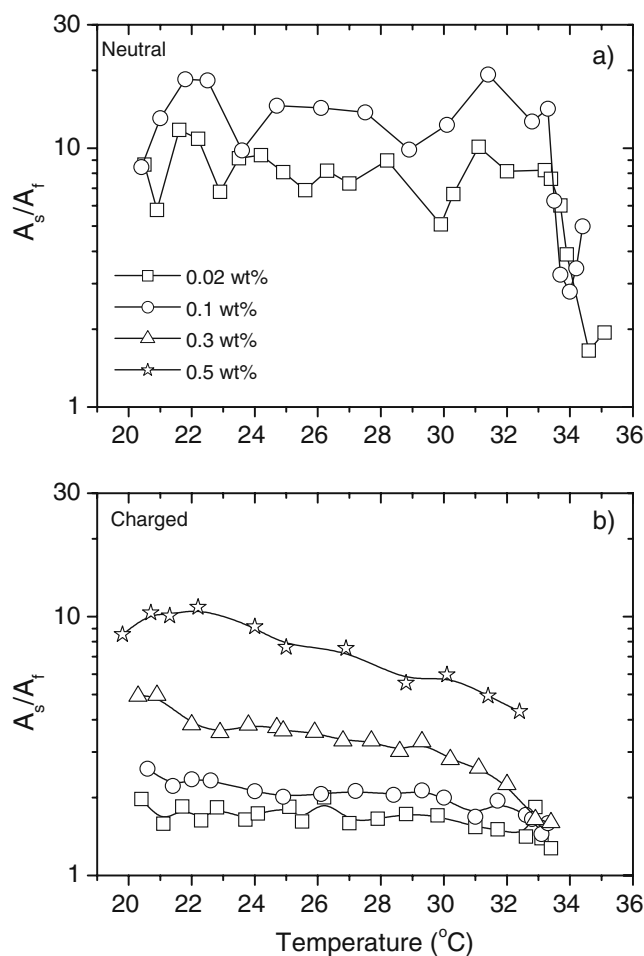 30
Neutral
a)
10
A_s/A_f
0.02 wt%
0.1 wt%
0.3 wt%
0.5 wt%
1
20 22 24 26 28 30 32 34 36
30
Charged
b)
10
A_s/A_f
1
20 22 24 26 28 30 32 34 36
Temperature (°C)